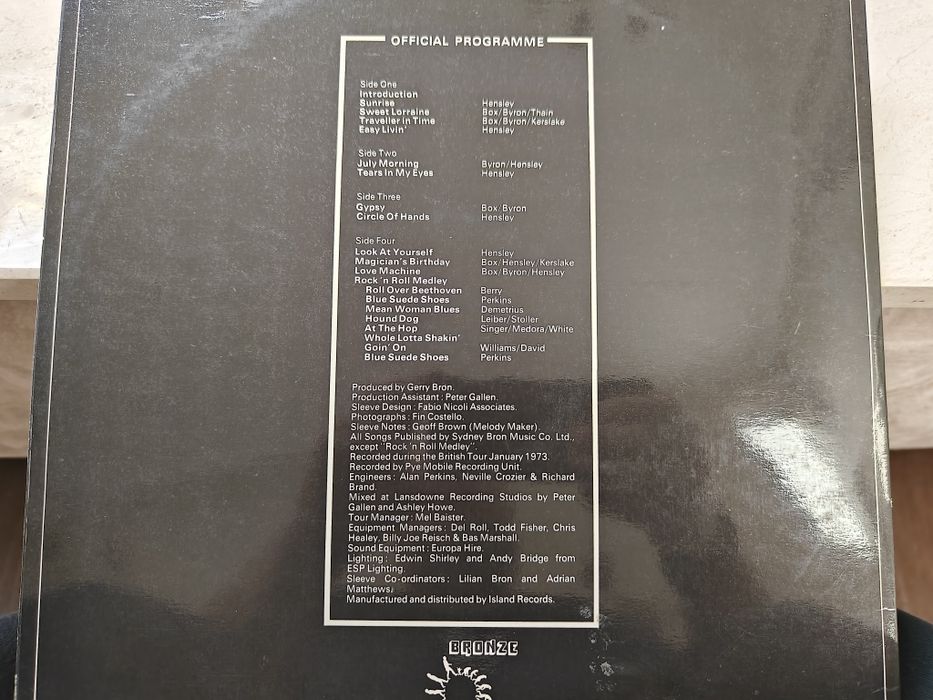 OFFICIAL PROGRAMME
Side One
Introduction
Sunrise Hensley
Sweet Lorraine Box/Byron/Thain
Traveller in Time Box/Byron/Kerslake
Easy Livin' Hensley
Side Two
July Morning Byron/Hensley
Tears In My Eyes Hensley
Side Three
Gypsy Box/Byron
Circle Of Hands Hensley
Side Four
Look At Yourself Hensley
Magician's Birthday Box/Hensley/Kerslake
Love Machine Box/Byron/Hensley
Rock 'n Roll Medley
Roll Over Beethoven Berry
Blue Suede Shoes Perkins
Mean Woman Blues Demetrius
Hound Dog Leiber/Stoller
At The Hop Singer/Medora/White
Whole Lotta Shakin'
Goin' On Williams/David
Blue Suede Shoes Perkins
Produced by Gerry Bron.
Production Assistant: Peter Gallen.
Sleeve Design: Fabio Nicoli Associates.
Photographs: Fin Costello.
Sleeve Notes: Geoff Brown (Melody Maker).
All Songs Published by Sydney Bron Music Co. Ltd.,
except "Rock 'n Roll Medley"
Recorded during the British Tour January 1973.
Recorded by Pye Mobile Recording Unit.
Engineers: Alan Perkins, Neville Crozier & Richard
Brand.
Mixed at Lansdowne Recording Studios by Peter
Gallen and Ashley Howe.
Tour Manager: Mel Baister.
Equipment Managers: Del Roll, Todd Fisher, Chris
Healey, Billy Joe Reisch & Bas Marshall.
Sound Equipment: Europa Hire.
Lighting: Edwin Shirley and Andy Bridge from
ESP Lighting.
Sleeve Co-ordinators: Lilian Bron and Adrian
Matthews.
Manufactured and distributed by Island Records.
BRONZE